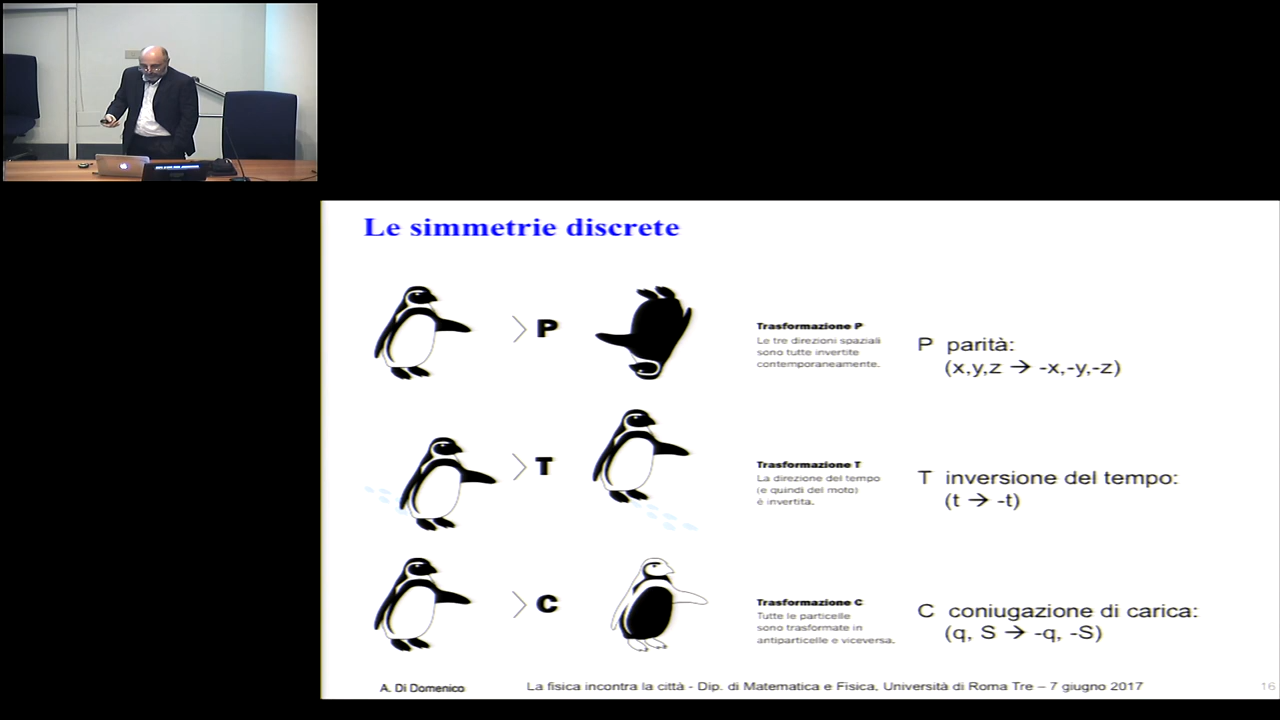 Le simmetrie discrete
P
Trasformazione P
Le tre direzioni spaziali
sono tutte invertite
contemporaneamente.
P parità:
(x,y,z → -x,-y,-z)
T
Trasformazione T
La direzione del tempo
(e quindi del moto)
è invertita.
T inversione del tempo:
(t → -t)
C
Trasformazione C
Tutte le particelle
sono trasformate in
antiparticelle e viceversa.
C coniugazione di carica:
(q, S → -q, -S)
A. Di Domenico
La fisica incontra la città - Dip. di Matematica e Fisica, Università di Roma Tre – 7 giugno 2017
16